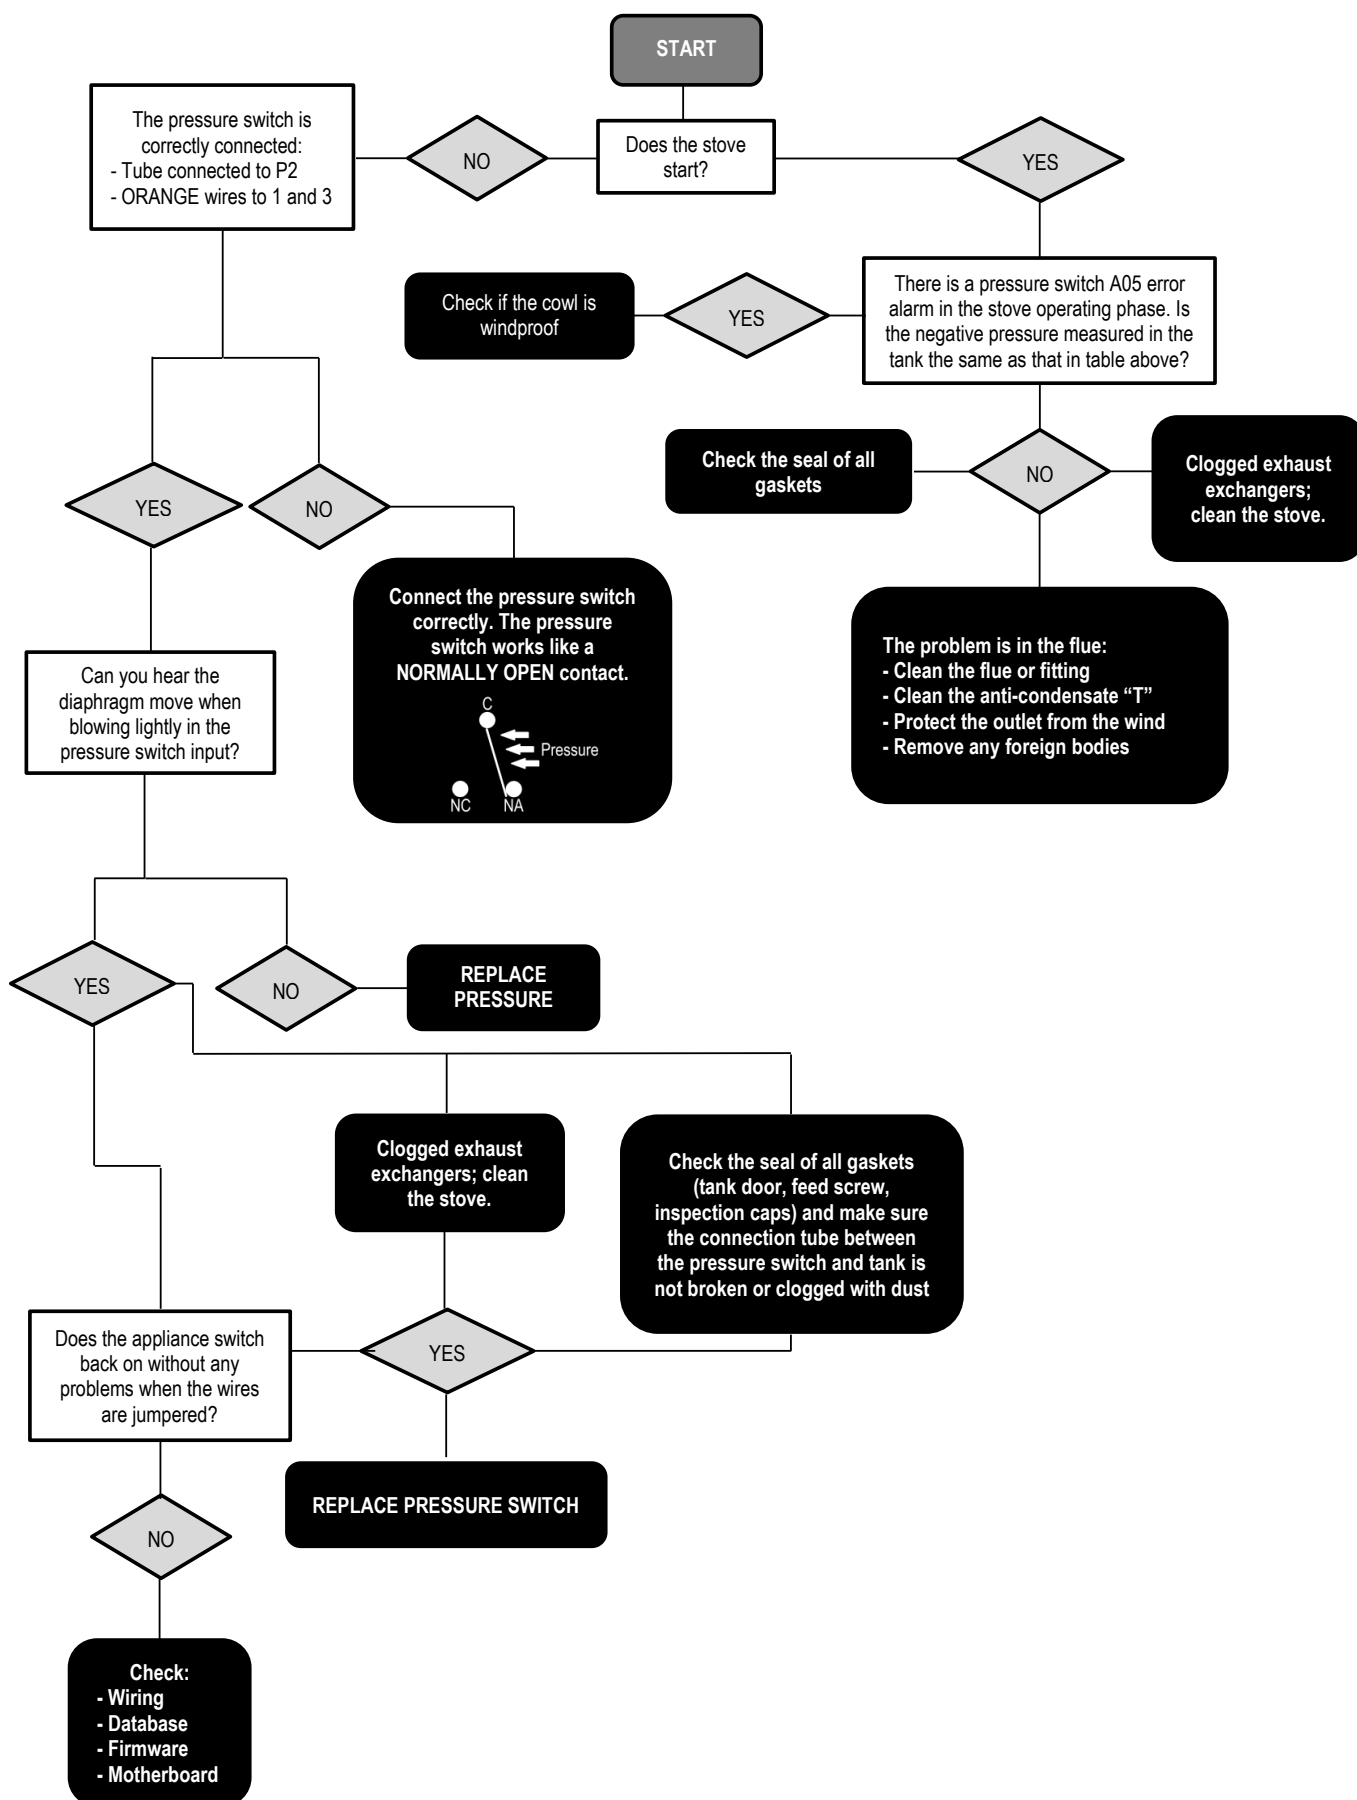 START
The pressure switch is
correctly connected:
- Tube connected to P2
- ORANGE wires to 1 and 3
NO
Does the stove
start?
YES
Check if the cowl is
windproof
YES
There is a pressure switch A05 error
alarm in the stove operating phase. Is
the negative pressure measured in the
tank the same as that in table above?
Check the seal of all
gaskets
NO
Clogged exhaust
exchangers;
clean the stove.
YES
NO
Connect the pressure switch
correctly. The pressure
switch works like a
NORMALLY OPEN contact.
C
Pressure
NC
NA
The problem is in the flue:
- Clean the flue or fitting
- Clean the anti-condensate “T”
- Protect the outlet from the wind
- Remove any foreign bodies
Can you hear the
diaphragm move when
blowing lightly in the
pressure switch input?
YES
NO
REPLACE
PRESSURE
Clogged exhaust
exchangers; clean
the stove.
Check the seal of all gaskets
(tank door, feed screw,
inspection caps) and make sure
the connection tube between
the pressure switch and tank is
not broken or clogged with dust
Does the appliance switch
back on without any
problems when the wires
are jumpered?
YES
REPLACE PRESSURE SWITCH
NO
Check:
- Wiring
- Database
- Firmware
- Motherboard